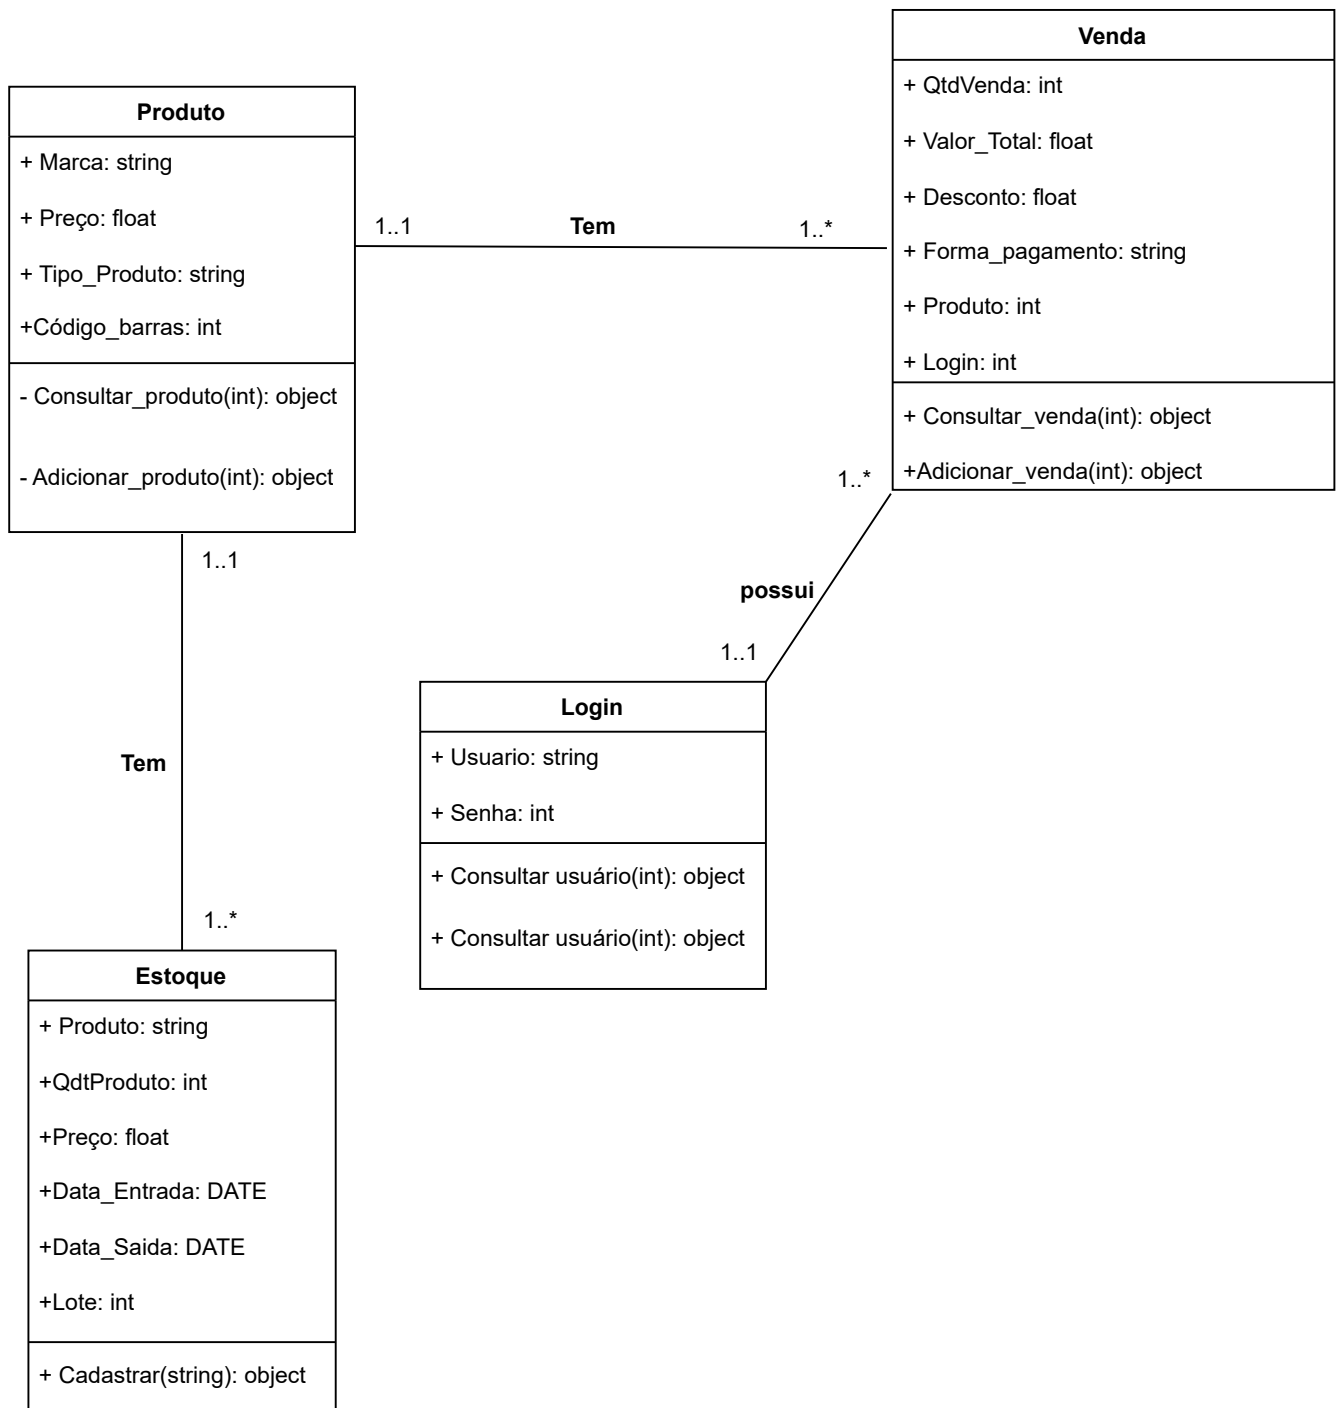 Venda
+ QtdVenda: int
+ Valor_Total: float
+ Desconto: float
+ Forma_pagamento: string
+ Produto: int
+ Login: int
+ Consultar_venda(int): object
+Adicionar_venda(int): object
Produto
+ Marca: string
+ Preço: float
+ Tipo_Produto: string
+Código_barras: int
- Consultar_produto(int): object
- Adicionar_produto(int): object
1..1
Tem
1..*
1..*
possui
1..1
1..1
Tem
1..*
Login
+ Usuario: string
+ Senha: int
+ Consultar usuário(int): object
+ Consultar usuário(int): object
Estoque
+ Produto: string
+QdtProduto: int
+Preço: float
+Data_Entrada: DATE
+Data_Saida: DATE
+Lote: int
+ Cadastrar(string): object